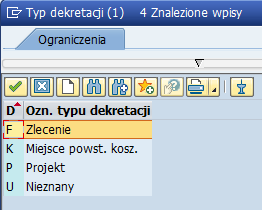 Typ dekretacji (1) 4 Znalezione wpisy
Ograniczenia
D Ozn. typu dekretacji
F Zlecenie
K Miejsce powst. kosz.
P Projekt
U Nieznany